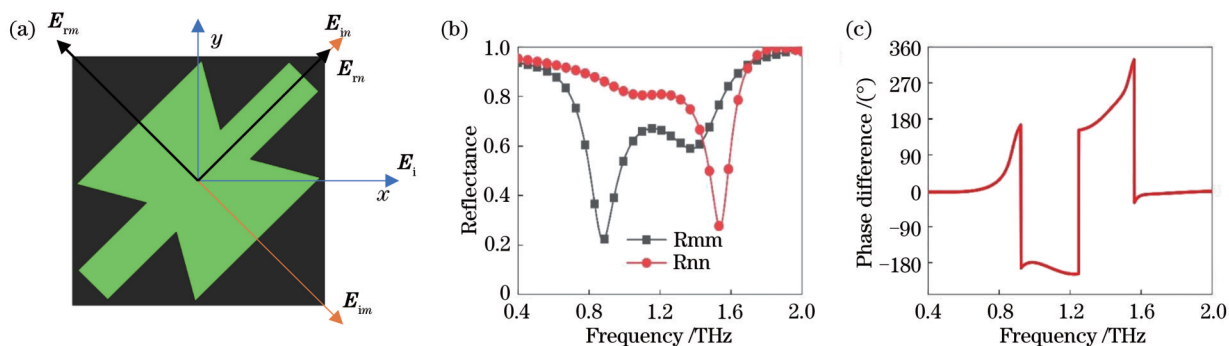 (a)
E_rm
y
E_in
E_rn
E_i
x
E_im
(b)
1.0
0.8
0.6
0.4
0.2
0
Reflectance
Rmm
Rnn
0.4 0.8 1.2 1.6 2.0
Frequency /THz
(c)
360
270
180
90
0
−90
−180
Phase difference /(°)
0.4 0.8 1.2 1.6 2.0
Frequency /THz